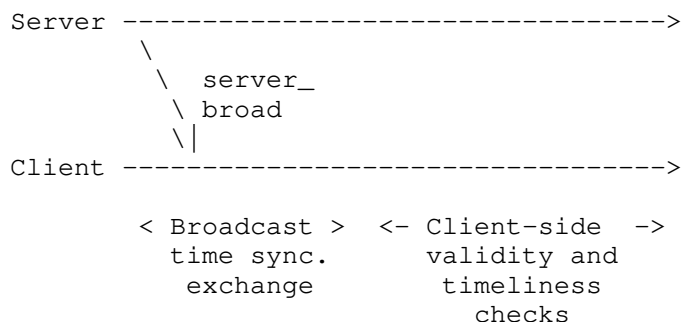 Server ---------------------------------->
\
\ server_
\ broad
\|
Client ---------------------------------->
< Broadcast > <- Client-side ->
time sync. validity and
exchange timeliness
checks